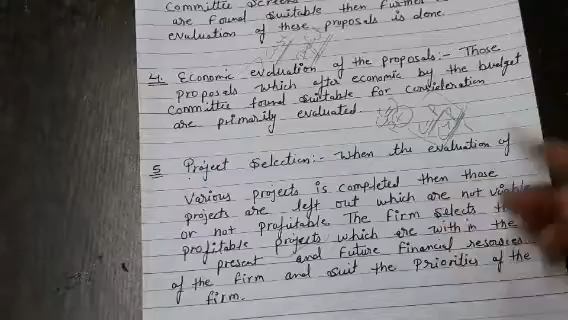 Committee Screens
are found suitable then further
evaluation of these proposals is done.
4. Economic evaluation of the proposals:- Those
proposals which after economic by the budget
Committee found suitable for consideration
are primarily evaluated.
5 Project Selection:- When the evaluation of
Various projects is completed then those
projects are left out which are not viable
or not profitable The firm selects
profitable projects which are with in the
present and future financial resources
of the firm and suit the priorities of the
firm.